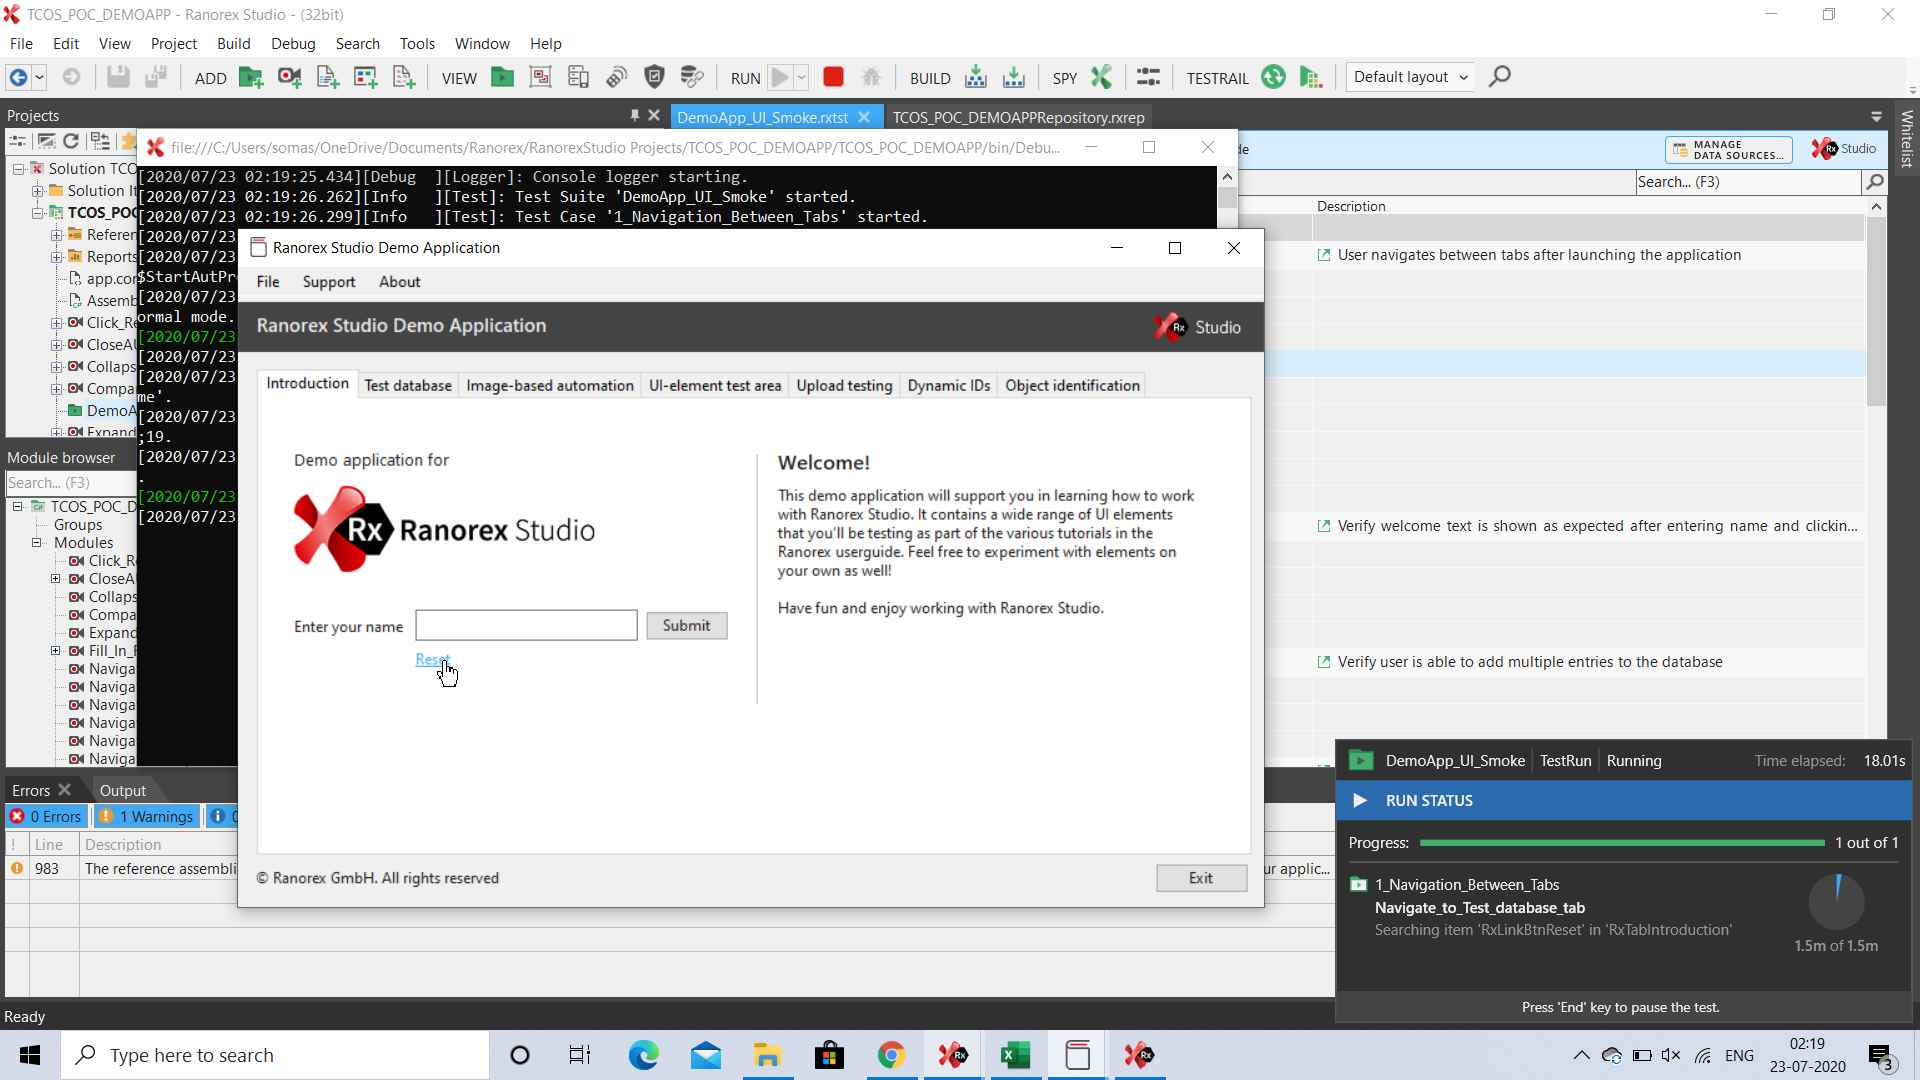 TCOS_POC_DEMOAPP - Ranorex Studio - (32bit)
File Edit View Project Build Debug Search Tools Window Help
ADD VIEW RUN BUILD SPY TESTRAIL Default layout
Projects
DemoApp_UI_Smoke.rxtst TCOS_POC_DEMOAPPRepository.rxrep
Whitelist
file:///C:/Users/somas/OneDrive/Documents/Ranorex/RanorexStudio Projects/TCOS_POC_DEMOAPP/TCOS_POC_DEMOAPP/bin/Debu...
MANAGE
DATA SOURCES...
Studio
Solution TCO
Solution It
TCOS_POC
Referen
Reports
app.con
Assemb
Click_Re
CloseAU
Collaps
Compa
DemoA
Expand
[2020/07/23 02:19:25.434][Debug ][Logger]: Console logger starting.
[2020/07/23 02:19:26.262][Info ][Test]: Test Suite 'DemoApp_UI_Smoke' started.
[2020/07/23 02:19:26.299][Info ][Test]: Test Case '1_Navigation_Between_Tabs' started.
[2020/07/23
[2020/07/23
$StartAutPr
[2020/07/23
ormal mode.
[2020/07/23
[2020/07/23
[2020/07/23
me'.
[2020/07/23
;19.
[2020/07/23
.
[2020/07/23
[2020/07/23
Search... (F3)
Description
User navigates between tabs after launching the application
Verify welcome text is shown as expected after entering name and clickin...
Verify user is able to add multiple entries to the database
Ranorex Studio Demo Application
File Support About
Ranorex Studio Demo Application
Rx Studio
Introduction Test database Image-based automation UI-element test area Upload testing Dynamic IDs Object identification
Demo application for
Rx Ranorex Studio
Enter your name Submit
Reset
Welcome!
This demo application will support you in learning how to work
with Ranorex Studio. It contains a wide range of UI elements
that you'll be testing as part of the various tutorials in the
Ranorex userguide. Feel free to experiment with elements on
your own as well!
Have fun and enjoy working with Ranorex Studio.
© Ranorex GmbH. All rights reserved
Exit
Module browser
Search... (F3)
TCOS_POC_D
Groups
Modules
Click_R
CloseA
Collaps
Compa
Expand
Fill_In_F
Naviga
Naviga
Naviga
Naviga
Naviga
Naviga
Errors Output
0 Errors 1 Warnings
! Line Description
983 The reference assembli
ur applic...
DemoApp_UI_Smoke TestRun Running Time elapsed: 18.01s
RUN STATUS
Progress: 1 out of 1
1_Navigation_Between_Tabs
Navigate_to_Test_database_tab
Searching item 'RxLinkBtnReset' in 'RxTabIntroduction'
1.5m of 1.5m
Press 'End' key to pause the test.
Ready
Type here to search
ENG
02:19
23-07-2020
3